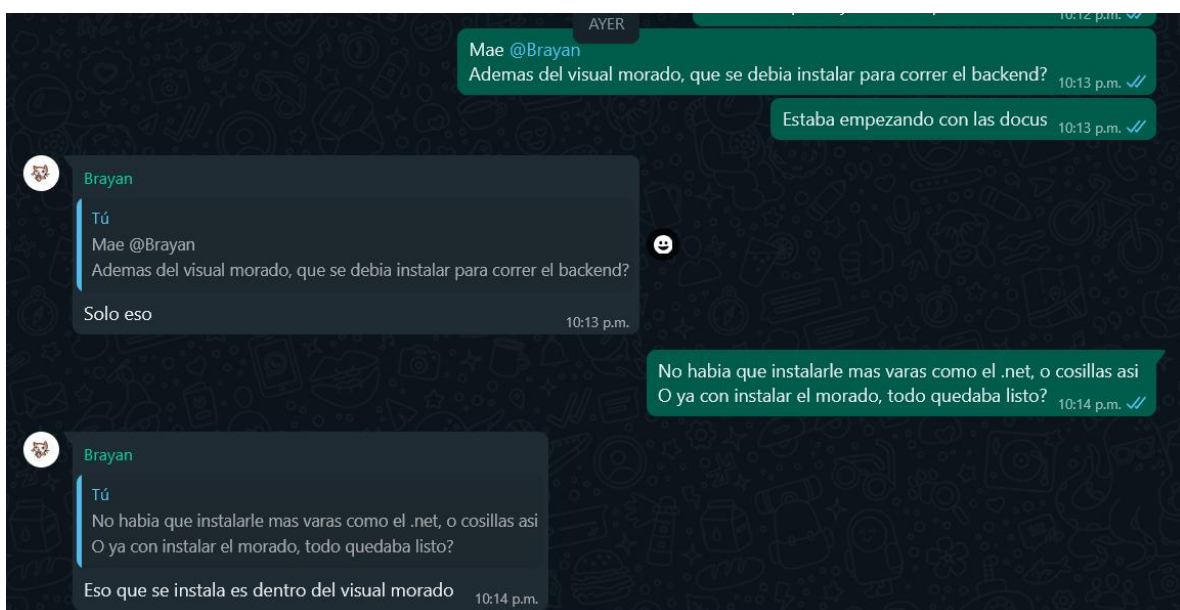 10:12 p.m.
AYER
Mae @Brayan
Ademas del visual morado, que se debia instalar para correr el backend?
10:13 p.m.
Estaba empezando con las docus
10:13 p.m.
Brayan
Tú
Mae @Brayan
Ademas del visual morado, que se debia instalar para correr el backend?
Solo eso
10:13 p.m.
No habia que instalarle mas varas como el .net, o cosillas asi
O ya con instalar el morado, todo quedaba listo?
10:14 p.m.
Brayan
Tú
No habia que instalarle mas varas como el .net, o cosillas asi
O ya con instalar el morado, todo quedaba listo?
Eso que se instala es dentro del visual morado
10:14 p.m.